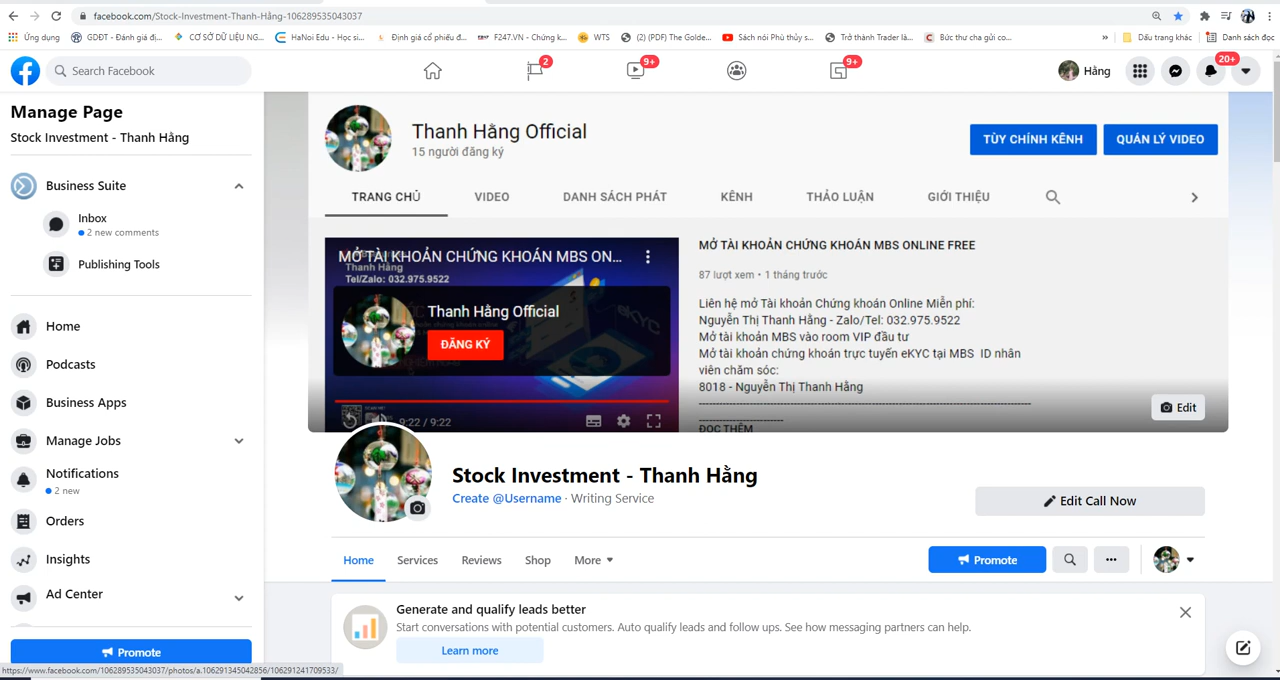 facebook.com/Stock-Investment-Thanh-Hằng-106289535043037
Ứng dụng GDĐT - Đánh giá đị... CƠ SỞ DỮ LIỆU NG... HaNoi Edu - Học si... Định giá cổ phiếu đ... F247.VN - Chứng k... WTS (2) (PDF) The Golde... Sách nói Phù thủy s... Trở thành Trader là... Bức thư cha gửi co... » Dấu trang khác Danh sách đọc
Search Facebook
2
9+
9+
Hằng
20+
Manage Page
Stock Investment - Thanh Hằng
Business Suite
Inbox
2 new comments
Publishing Tools
Home
Podcasts
Business Apps
Manage Jobs
Notifications
2 new
Orders
Insights
Ad Center
Promote
https://www.facebook.com/106289535043037/photos/a.106291345042856/106291241709533/
Thanh Hằng Official
15 người đăng ký
TÙY CHỈNH KÊNH QUẢN LÝ VIDEO
TRANG CHỦ VIDEO DANH SÁCH PHÁT KÊNH THẢO LUẬN GIỚI THIỆU
MỞ TÀI KHOẢN CHỨNG KHOÁN MBS ON...
Thanh Hằng
Tel/Zalo: 032.975.9522
Thanh Hằng Official
ĐĂNG KÝ
eKYC
9:22 / 9:22
MỞ TÀI KHOẢN CHỨNG KHOÁN MBS ONLINE FREE
87 lượt xem • 1 tháng trước
Liên hệ mở Tài khoản Chứng khoán Online Miễn phí:
Nguyễn Thị Thanh Hằng - Zalo/Tel: 032.975.9522
Mở tài khoản MBS vào room VIP đầu tư
Mở tài khoản chứng khoán trực tuyến eKYC tại MBS ID nhân
viên chăm sóc:
8018 - Nguyễn Thị Thanh Hằng
ĐỌC THÊM
Edit
Stock Investment - Thanh Hằng
Create @Username · Writing Service
Edit Call Now
Home Services Reviews Shop More
Promote
Generate and qualify leads better
Start conversations with potential customers. Auto qualify leads and follow ups. See how messaging partners can help.
Learn more